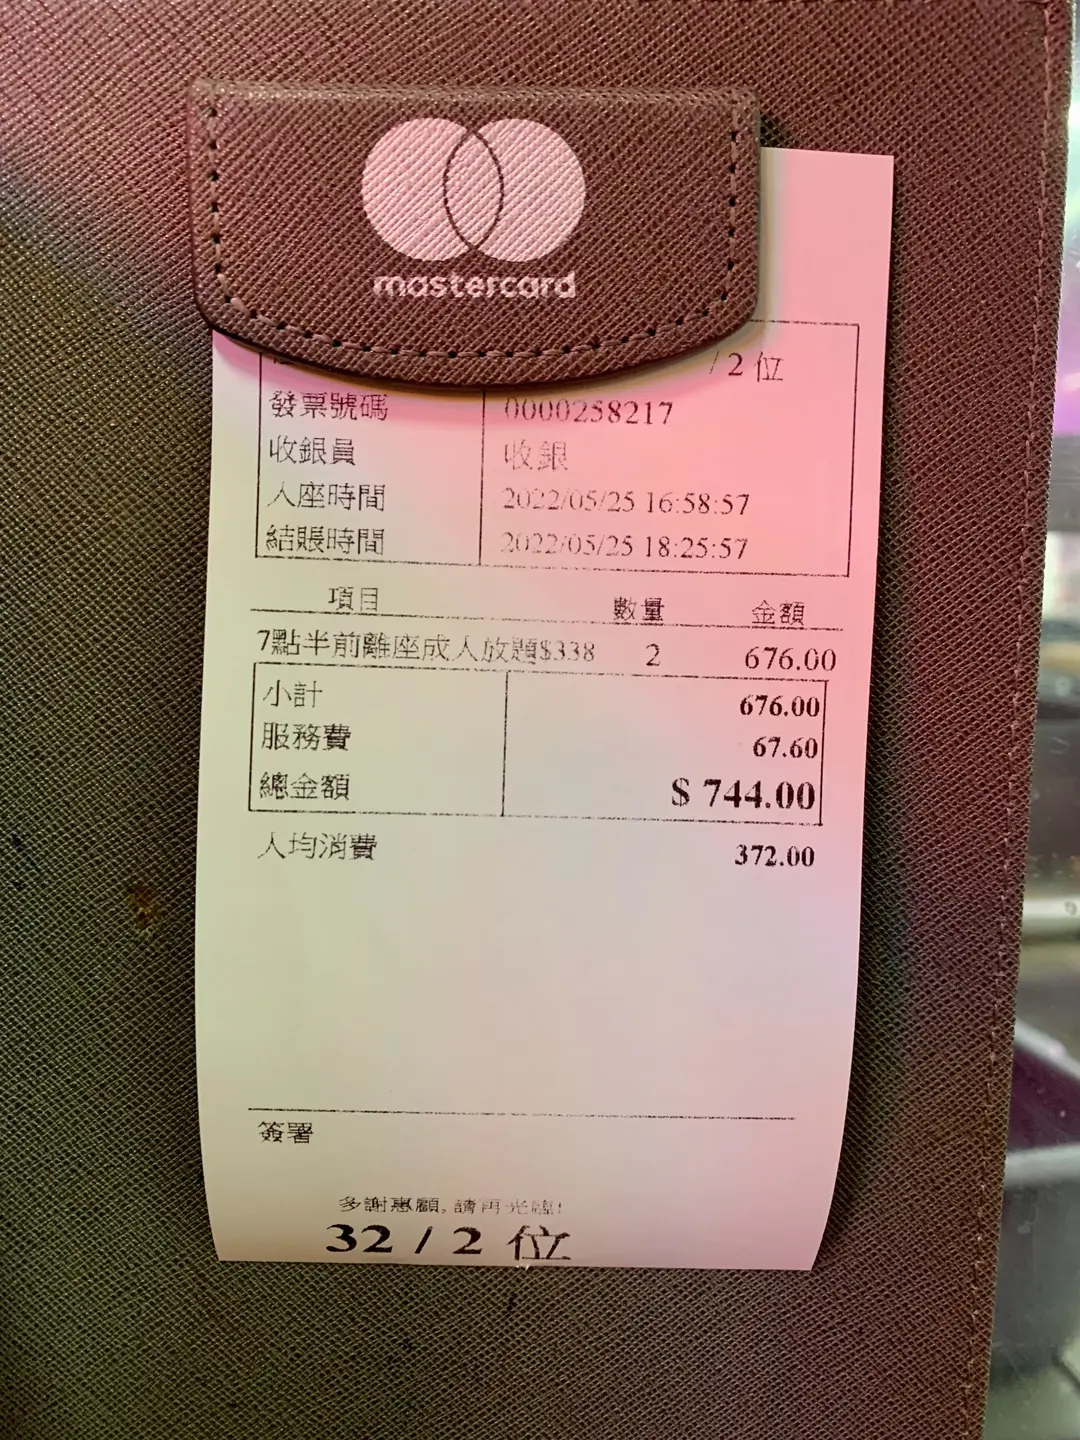 mastercard
/ 2 位
發票號碼 0000258217
收銀員 收銀
入座時間 2022/05/25 16:58:57
結賬時間 2022/05/25 18:25:57
項目 數量 金額
7點半前離座成人放題$338 2 676.00
小計 676.00
服務費 67.60
總金額 $ 744.00
人均消費 372.00
簽署
多謝惠顧, 請再光臨!
32 / 2 位